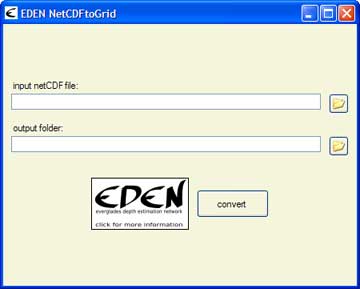 EDEN NetCDFtoGrid
input netCDF file:
output folder:
EDEN
everglades depth estimation network
click for more information
convert